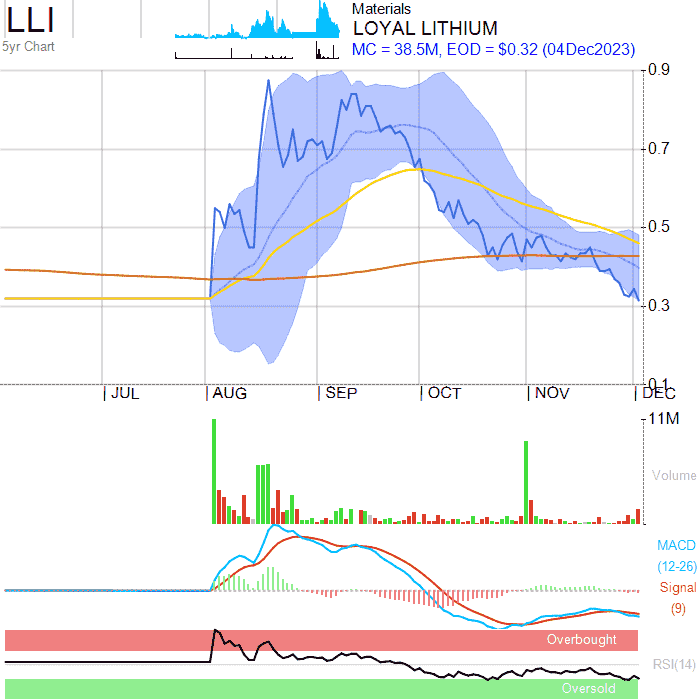 LLI
5yr Chart
Materials
LOYAL LITHIUM
MC = 38.5M, EOD = $0.32 (04Dec2023)
0.9
0.7
0.5
0.3
0.1
JUL AUG SEP OCT NOV DEC
11M
Volume
MACD
(12-26)
Signal
(9)
Overbought
RSI(14)
Oversold